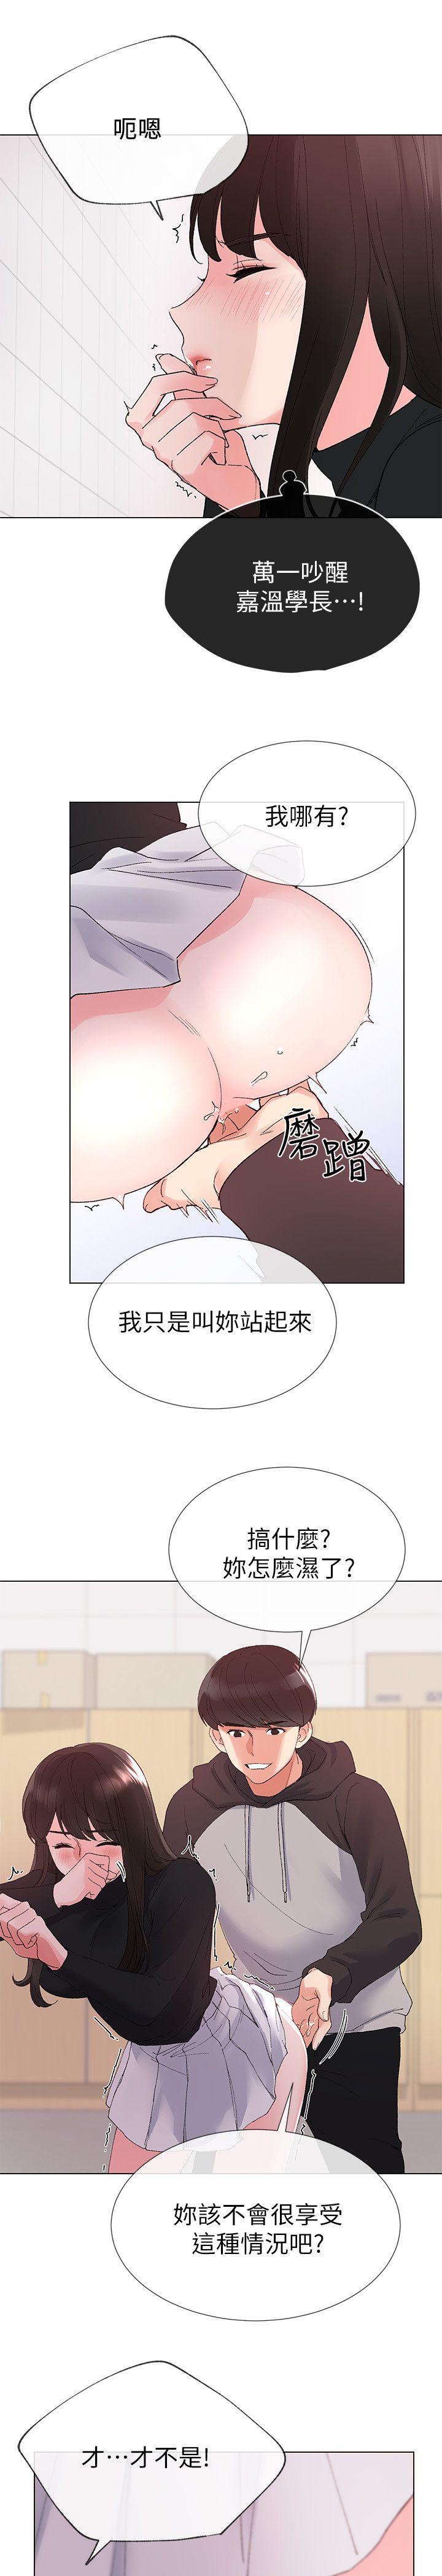 呃嗯
萬一吵醒
嘉溫學長…!
我哪有?
磨蹭
我只是叫妳站起來
搞什麼?
妳怎麼濕了?
妳該不會很享受
這種情況吧?
才…才不是!